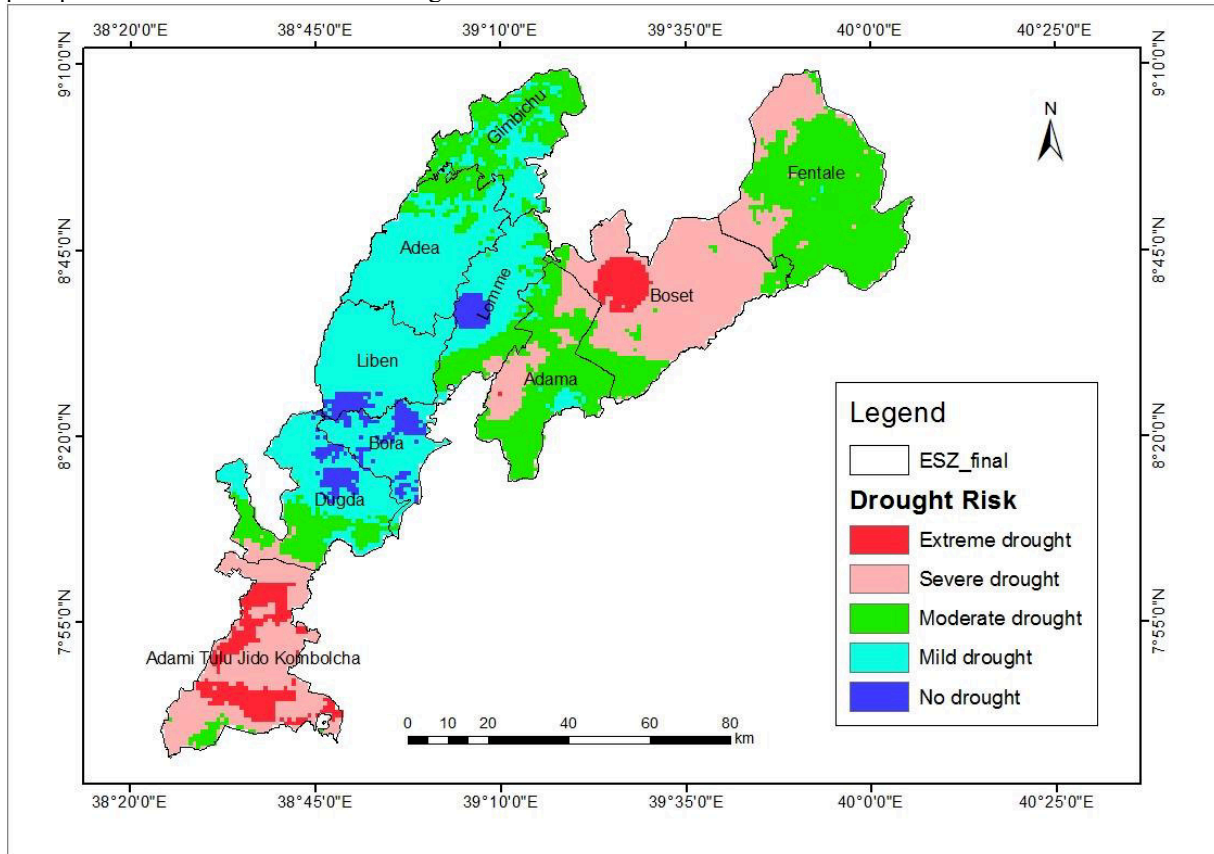 38°20'0"E 38°45'0"E 39°10'0"E 39°35'0"E 40°0'0"E 40°25'0"E
9°10'0"N 9°10'0"N
N
Gimbichu
Fentale
Adea
8°45'0"N 8°45'0"N
Lomme
Boset
Liben
Adama
Legend
8°20'0"N 8°20'0"N
Bora
ESZ_final
Dugda
Drought Risk
Extreme drought
Severe drought
Moderate drought
Mild drought
No drought
7°55'0"N 7°55'0"N
Adami Tulu Jido Kombolcha
0 10 20 40 60 80
km
38°20'0"E 38°45'0"E 39°10'0"E 39°35'0"E 40°0'0"E 40°25'0"E